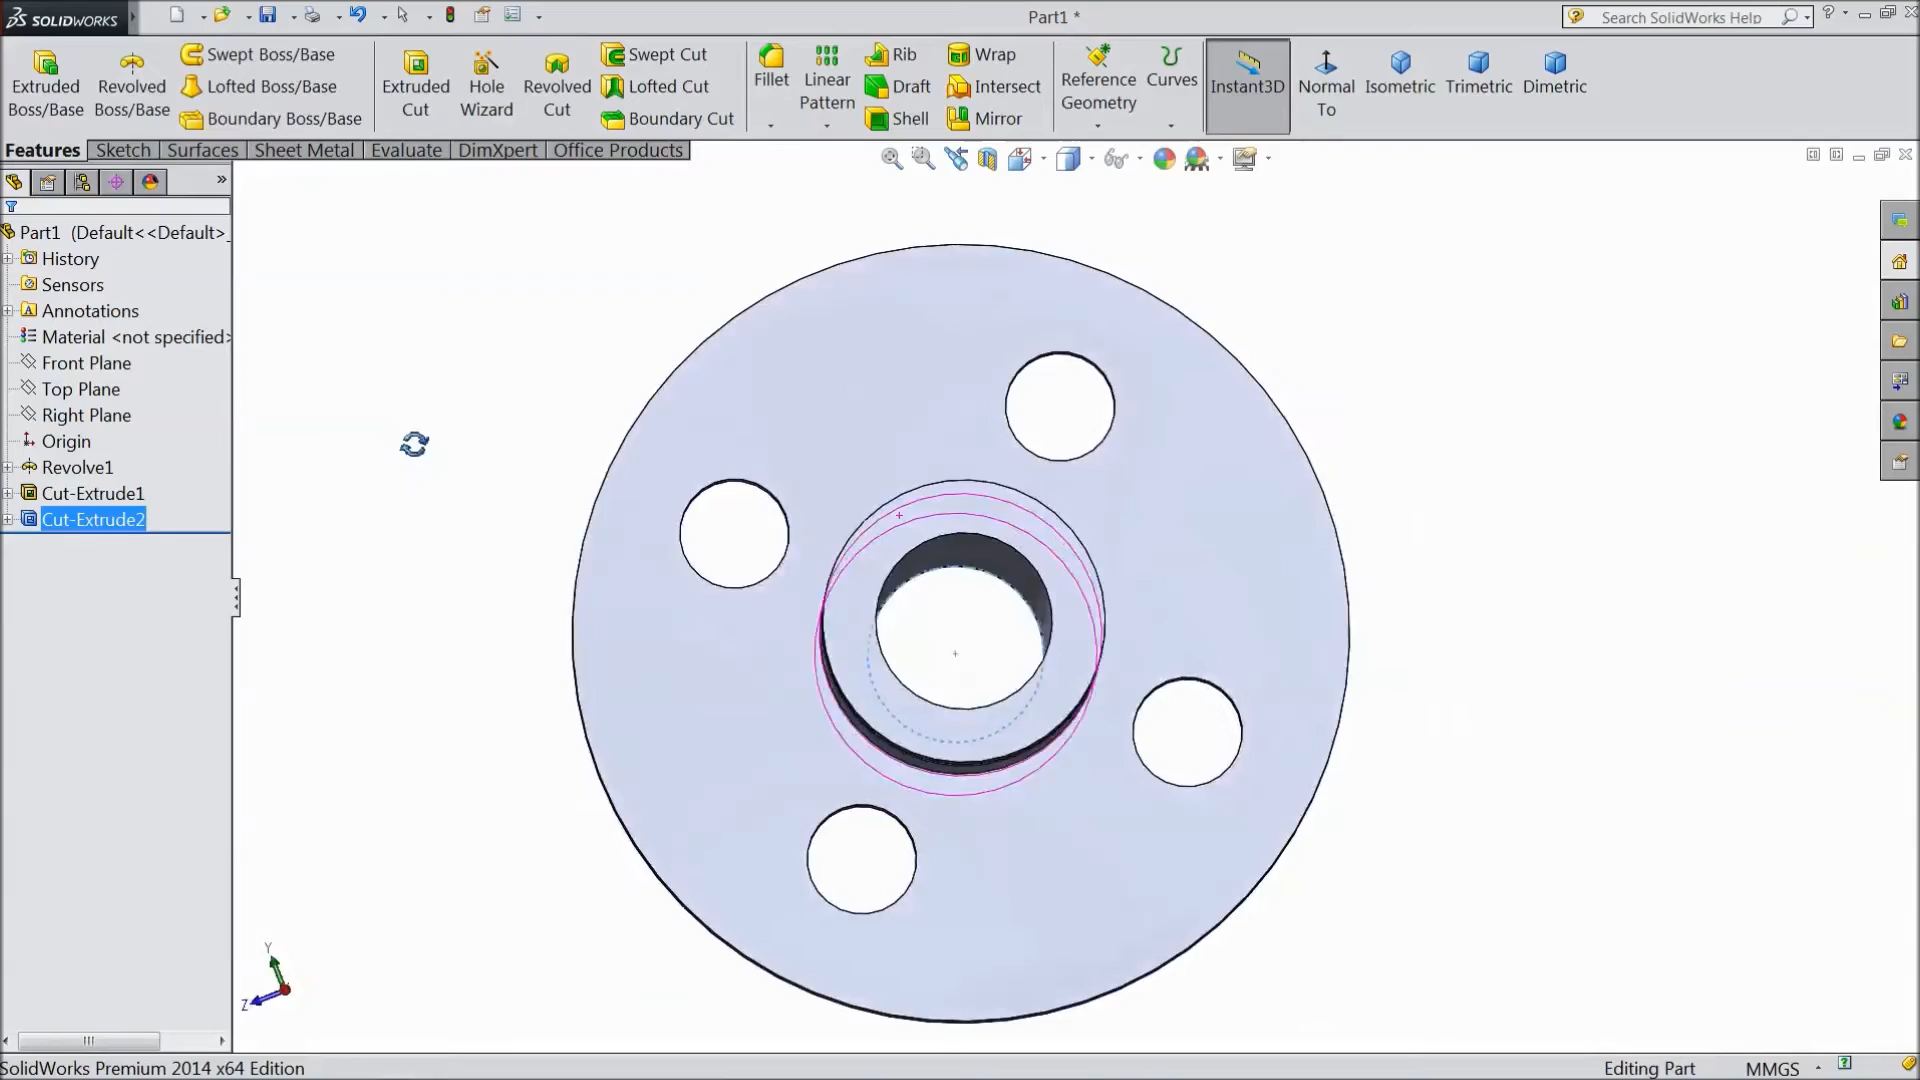 SOLIDWORKS
Part1 *
Search SolidWorks Help
Extruded Boss/Base
Revolved Boss/Base
Swept Boss/Base
Lofted Boss/Base
Boundary Boss/Base
Extruded Cut
Hole Wizard
Revolved Cut
Swept Cut
Lofted Cut
Boundary Cut
Fillet
Linear Pattern
Rib
Draft
Shell
Wrap
Intersect
Mirror
Reference Geometry
Curves
Instant3D
Normal To
Isometric
Trimetric
Dimetric
Features
Sketch
Surfaces
Sheet Metal
Evaluate
DimXpert
Office Products
Part1 (Default<<Default>_
History
Sensors
Annotations
Material <not specified>
Front Plane
Top Plane
Right Plane
Origin
Revolve1
Cut-Extrude1
Cut-Extrude2
Y
Z
SolidWorks Premium 2014 x64 Edition
Editing Part
MMGS